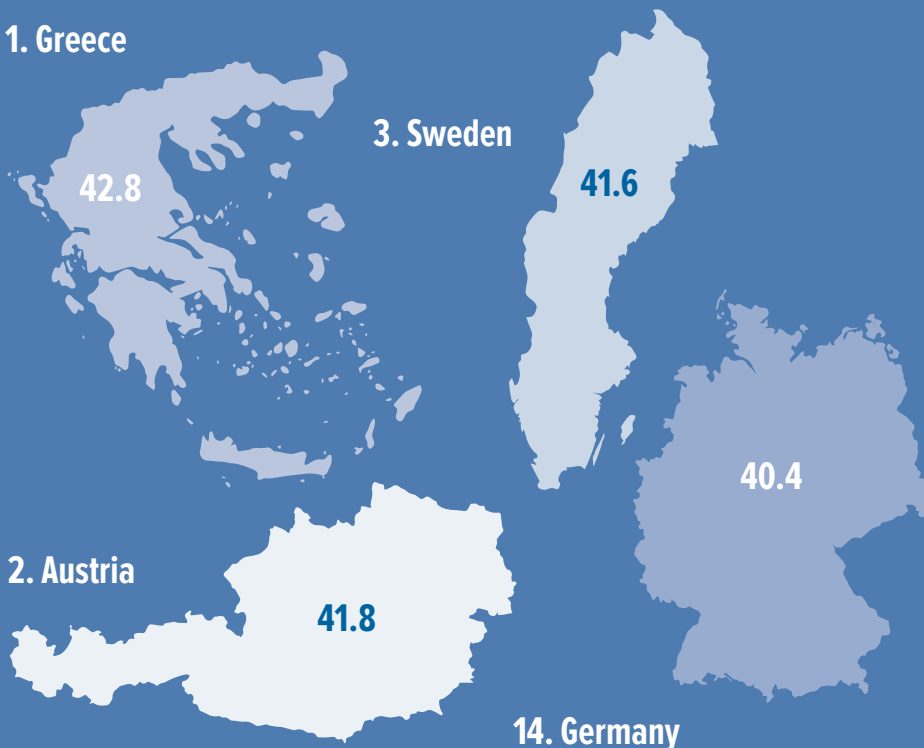 1. Greece
42.8
3. Sweden
41.6
2. Austria
41.8
40.4
14. Germany